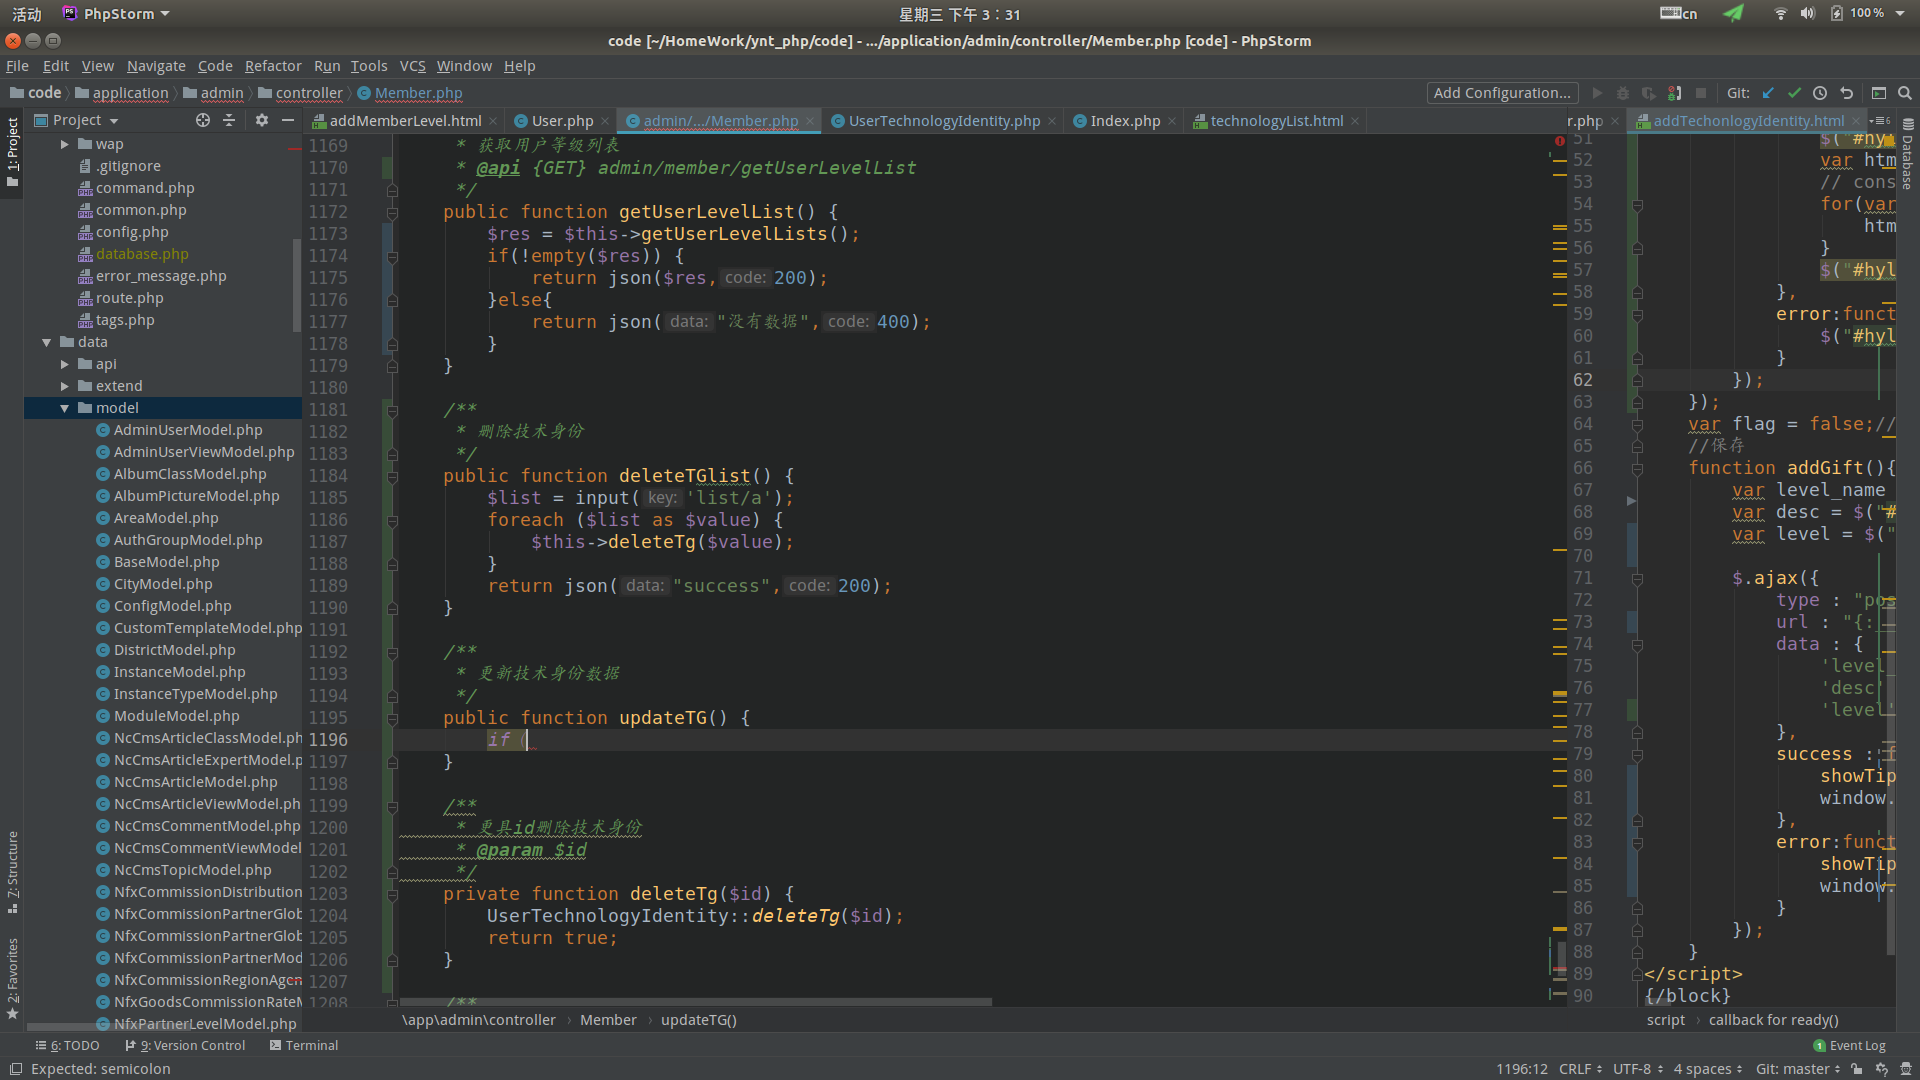 活动 PhpStorm 星期三 下午 3：31 cn 100 %
code [~/HomeWork/ynt_php/code] - .../application/admin/controller/Member.php [code] - PhpStorm
File Edit View Navigate Code Refactor Run Tools VCS Window Help
code application admin controller Member.php Add Configuration... Git:
Project addMemberLevel.html User.php admin/.../Member.php UserTechnologyIdentity.php Index.php technologyList.html r.php addTechonlogyIdentity.html 6
1: Project
7: Structure
2: Favorites
Database
wap
.gitignore
command.php
common.php
config.php
database.php
error_message.php
route.php
tags.php
data
api
extend
model
AdminUserModel.php
AdminUserViewModel.php
AlbumClassModel.php
AlbumPictureModel.php
AreaModel.php
AuthGroupModel.php
BaseModel.php
CityModel.php
ConfigModel.php
CustomTemplateModel.php
DistrictModel.php
InstanceModel.php
InstanceTypeModel.php
ModuleModel.php
NcCmsArticleClassModel.ph
NcCmsArticleExpertModel.p
NcCmsArticleModel.php
NcCmsArticleViewModel.ph
NcCmsCommentModel.php
NcCmsCommentViewModel
NcCmsTopicModel.php
NfxCommissionDistribution
NfxCommissionPartnerGlob
NfxCommissionPartnerGlob
NfxCommissionPartnerMod
NfxCommissionRegionAgen
NfxGoodsCommissionRateM
NfxPartnerLevelModel.php
1169 * 获取用户等级列表
1170 * @api {GET} admin/member/getUserLevelList
1171 */
1172 public function getUserLevelList() {
1173 $res = $this->getUserLevelLists();
1174 if(!empty($res)) {
1175 return json($res, code: 200);
1176 }else{
1177 return json( data: "没有数据", code: 400);
1178 }
1179 }
1180
1181 /**
1182 * 删除技术身份
1183 */
1184 public function deleteTGlist() {
1185 $list = input( key: 'list/a');
1186 foreach ($list as $value) {
1187 $this->deleteTg($value);
1188 }
1189 return json( data: "success", code: 200);
1190 }
1191
1192 /**
1193 * 更新技术身份数据
1194 */
1195 public function updateTG() {
1196 if (
1197 }
1198
1199 /**
1200 * 更具id删除技术身份
1201 * @param $id
1202 */
1203 private function deleteTg($id) {
1204 UserTechnologyIdentity::deleteTg($id);
1205 return true;
1206 }
1207
1208 /**
51 $("#hyl
52 var htm
53 // cons
54 for(var
55 htm
56 }
57 $("#hyl
58 },
59 error:funct
60 $("#hyl
61 }
62 });
63 });
64 var flag = false;//
65 //保存
66 function addGift(){
67 var level_name
68 var desc = $("#
69 var level = $("
70
71 $.ajax({
72 type : "pos
73 url : "{:
74 data : {
75 'level
76 'desc'
77 'level'
78 },
79 success : f
80 showTip
81 window.
82 },
83 error:funct
84 showTip
85 window.
86 }
87 });
88 }
89 </script>
90 {/block}
\app\admin\controller › Member › updateTG() script › callback for ready()
6: TODO 9: Version Control Terminal 1 Event Log
Expected: semicolon 1196:12 CRLF UTF-8 4 spaces Git: master